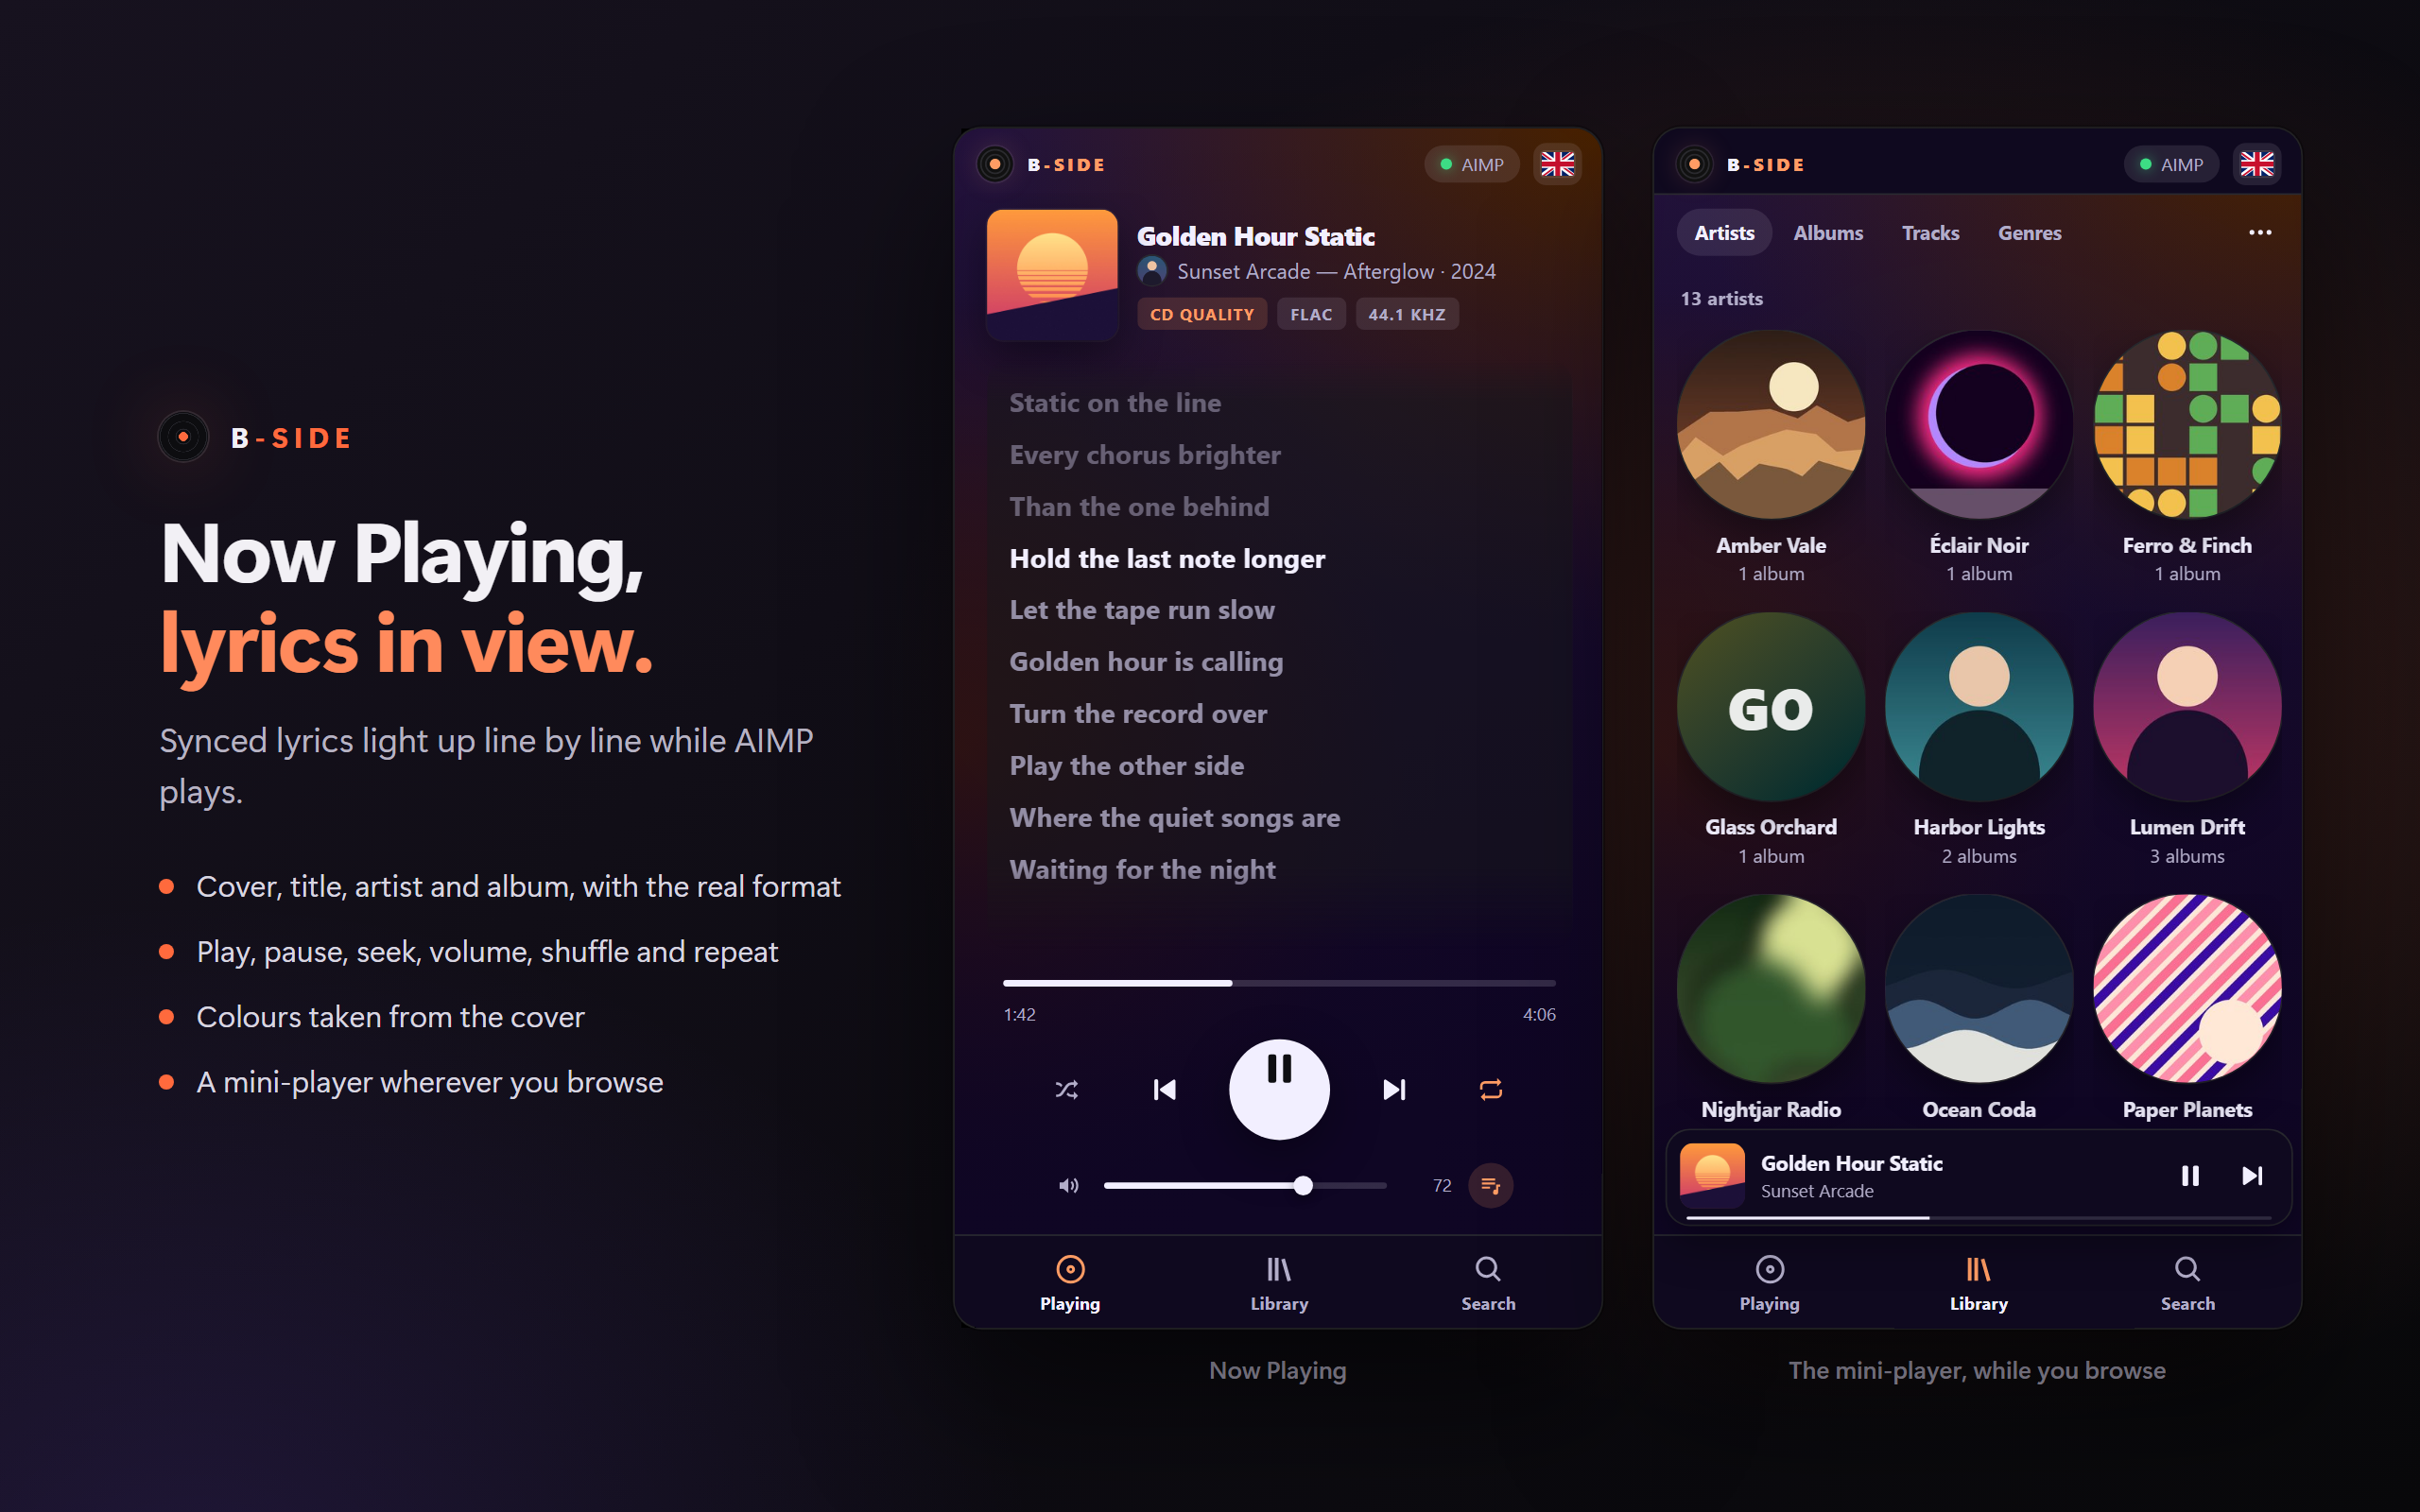 B-SIDE
Now Playing,
lyrics in view.
Synced lyrics light up line by line while AIMP
plays.
Cover, title, artist and album, with the real format
Play, pause, seek, volume, shuffle and repeat
Colours taken from the cover
A mini-player wherever you browse
B-SIDE
AIMP
Golden Hour Static
Sunset Arcade — Afterglow · 2024
CD QUALITY FLAC 44.1 KHZ
Static on the line
Every chorus brighter
Than the one behind
Hold the last note longer
Let the tape run slow
Golden hour is calling
Turn the record over
Play the other side
Where the quiet songs are
Waiting for the night
1:42 4:06
72
Playing Library Search
Now Playing
B-SIDE
AIMP
Artists Albums Tracks Genres
13 artists
Amber Vale Éclair Noir Ferro & Finch
1 album 1 album 1 album
GO
Glass Orchard Harbor Lights Lumen Drift
1 album 2 albums 3 albums
Nightjar Radio Ocean Coda Paper Planets
Golden Hour Static
Sunset Arcade
Playing Library Search
The mini-player, while you browse